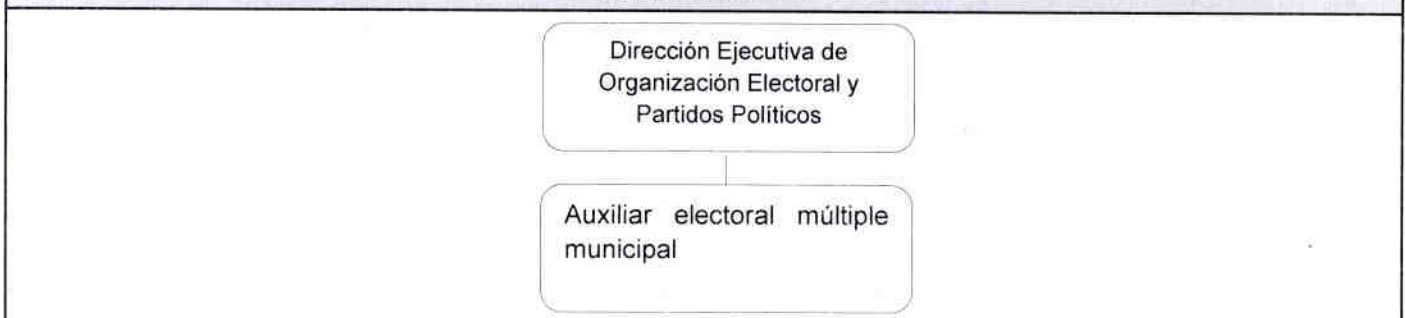 Dirección Ejecutiva de
Organización Electoral y
Partidos Políticos
Auxiliar electoral múltiple
municipal